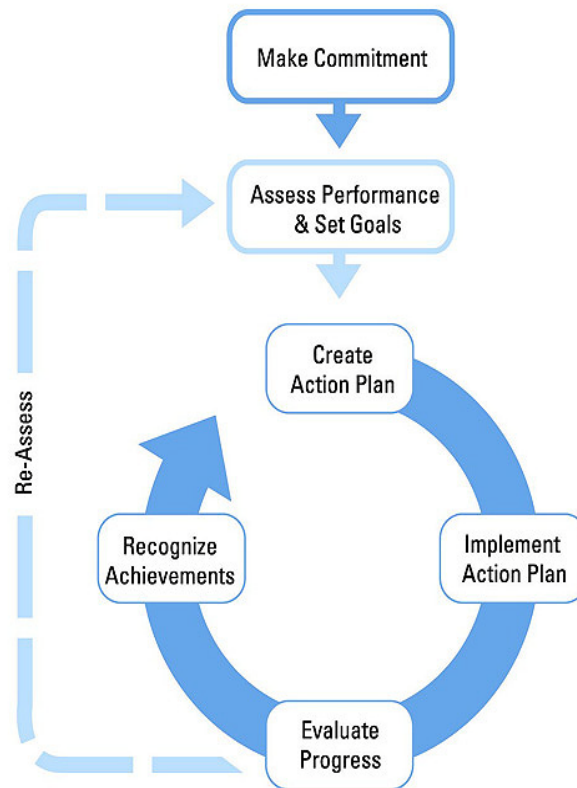 Make Commitment
Assess Performance
& Set Goals
Create
Action Plan
Re-Assess
Recognize
Achievements
Implement
Action Plan
Evaluate
Progress